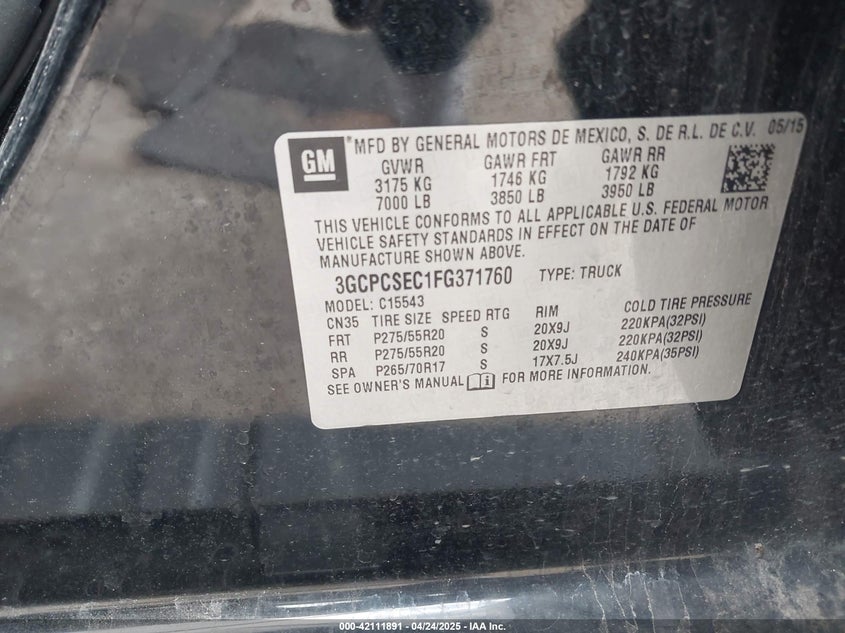 GM
*MFD BY GENERAL MOTORS DE MEXICO, S. DE R.L. DE C.V. 05/15
GVWR GAWR FRT GAWR RR
3175 KG 1746 KG 1792 KG
7000 LB 3850 LB 3950 LB
THIS VEHICLE CONFORMS TO ALL APPLICABLE U.S. FEDERAL MOTOR
VEHICLE SAFETY STANDARDS IN EFFECT ON THE DATE OF
MANUFACTURE SHOWN ABOVE.
3GCPCSEC1FG371760 TYPE: TRUCK
MODEL: C15543
CN35 TIRE SIZE SPEED RTG RIM COLD TIRE PRESSURE
FRT P275/55R20 S 20X9J 220KPA(32PSI)
RR P275/55R20 S 20X9J 220KPA(32PSI)
SPA P265/70R17 S 17X7.5J 240KPA(35PSI)
SEE OWNER'S MANUAL FOR MORE INFORMATION.
000-42111891 - 04/24/2025 - IAA Inc.